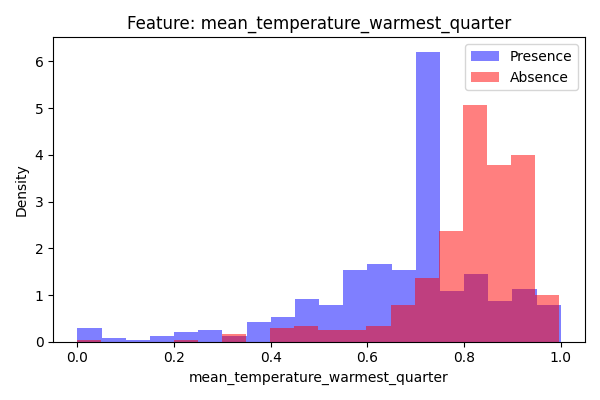 Feature: mean_temperature_warmest_quarter
Presence
Absence
Density
6
5
4
3
2
1
0
0.0 0.2 0.4 0.6 0.8 1.0
mean_temperature_warmest_quarter